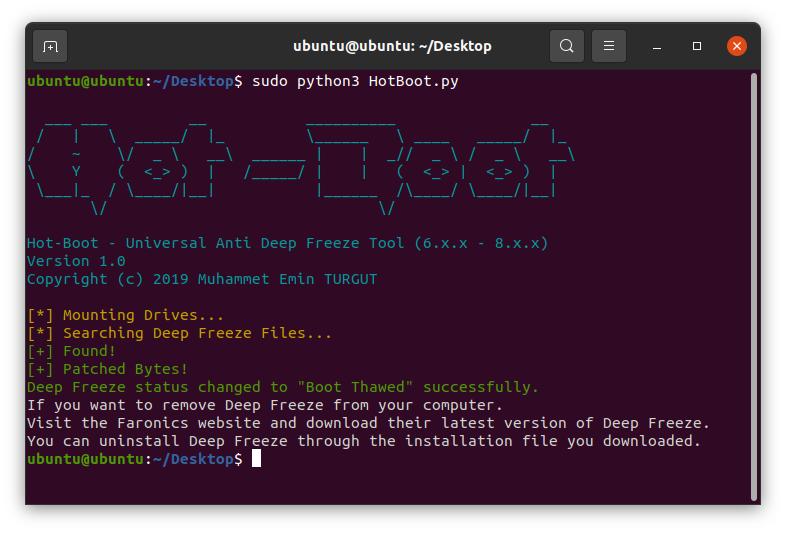 ubuntu@ubuntu: ~/Desktop
ubuntu@ubuntu:~/Desktop$ sudo python3 HotBoot.py
Hot-Boot
Hot-Boot - Universal Anti Deep Freeze Tool (6.x.x - 8.x.x)
Version 1.0
Copyright (c) 2019 Muhammet Emin TURGUT
[*] Mounting Drives...
[*] Searching Deep Freeze Files...
[+] Found!
[+] Patched Bytes!
Deep Freeze status changed to "Boot Thawed" successfully.
If you want to remove Deep Freeze from your computer.
Visit the Faronics website and download their latest version of Deep Freeze.
You can uninstall Deep Freeze through the installation file you downloaded.
ubuntu@ubuntu:~/Desktop$